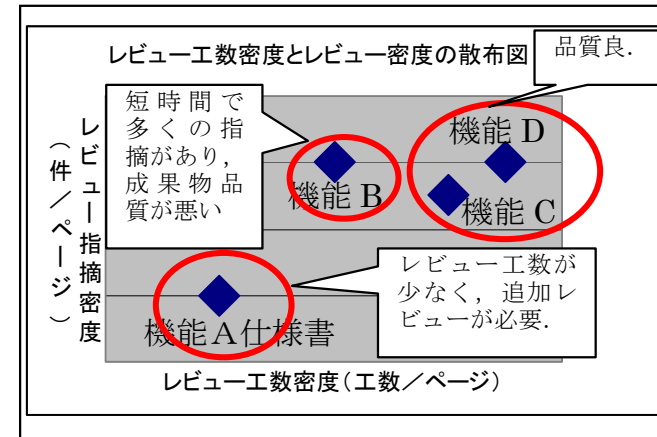 レビュー工数密度とレビュー密度の散布図
品質良.
短時間で
多くの指
摘があり,
成果物品
質が悪い
機能 D
機能 B
機能 C
レビュー工数が
少なく,追加レ
ビューが必要.
機能A仕様書
レビュー指摘密度
(件/ページ)
レビュー工数密度(工数/ページ)